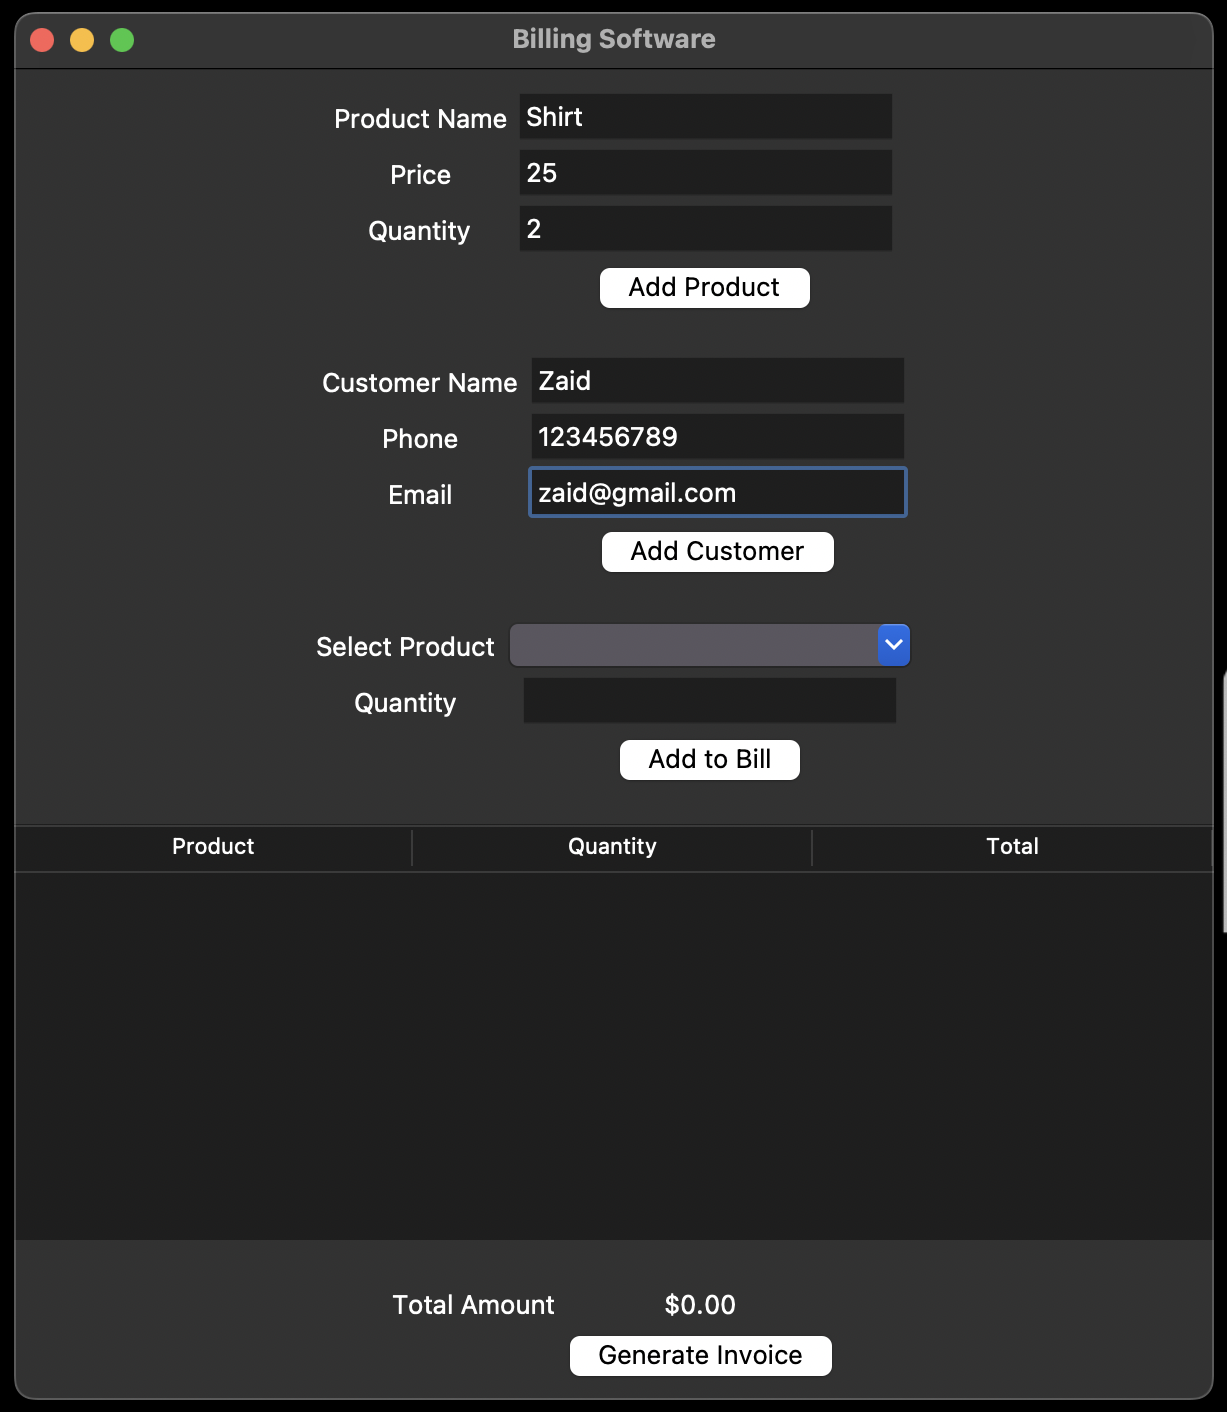 Billing Software
Product Name Shirt
Price 25
Quantity 2
Add Product
Customer Name Zaid
Phone 123456789
Email zaid@gmail.com
Add Customer
Select Product
Quantity
Add to Bill
Product Quantity Total
Total Amount $0.00
Generate Invoice